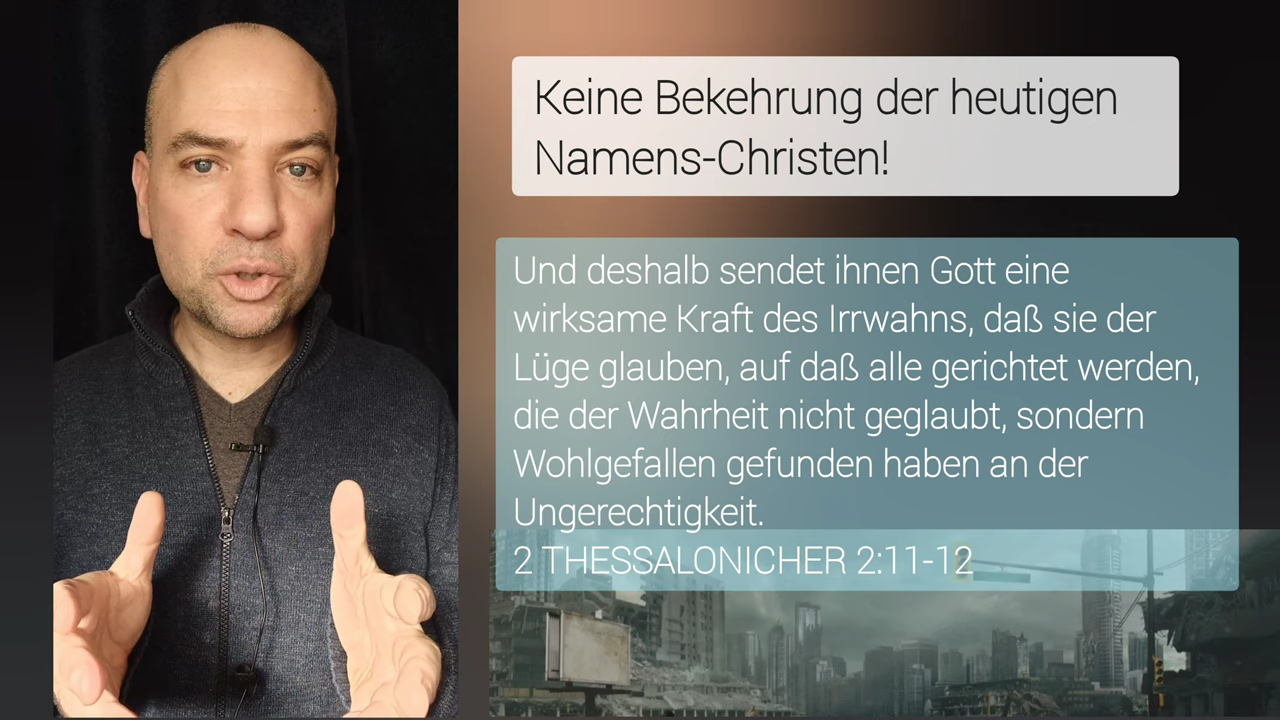 Keine Bekehrung der heutigen
Namens-Christen!
Und deshalb sendet ihnen Gott eine
wirksame Kraft des Irrwahns, daß sie der
Lüge glauben, auf daß alle gerichtet werden,
die der Wahrheit nicht geglaubt, sondern
Wohlgefallen gefunden haben an der
Ungerechtigkeit.
2 THESSALONICHER 2:11-12